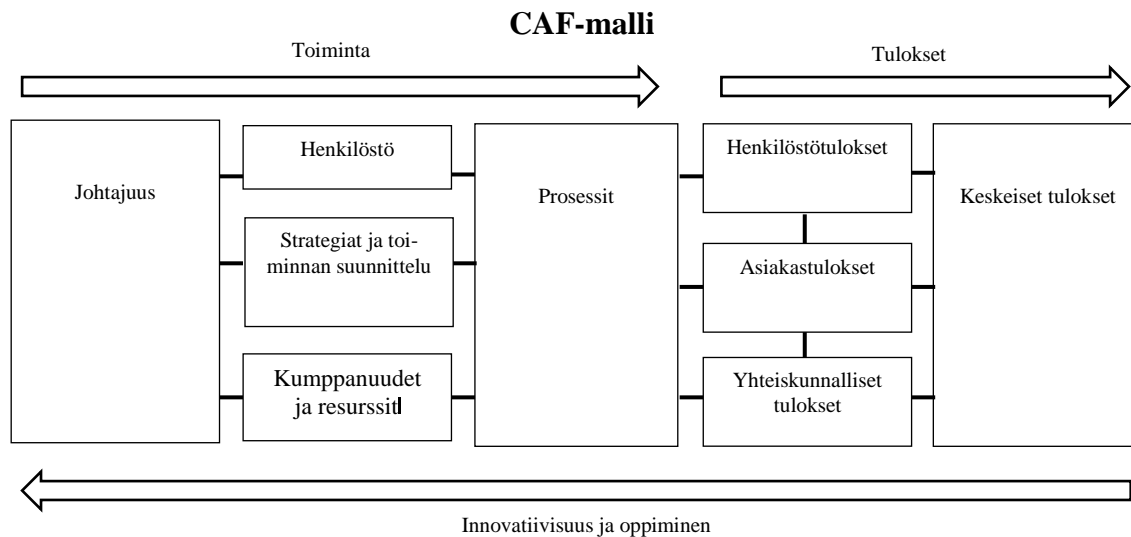 CAF-malli
Toiminta
Tulokset
Johtajuus
Henkilöstö
Strategiat ja toi-
minnan suunnittelu
Kumppanuudet
ja resurssit
Prosessit
Henkilöstötulokset
Asiakastulokset
Yhteiskunnalliset
tulokset
Keskeiset tulokset
Innovatiivisuus ja oppiminen